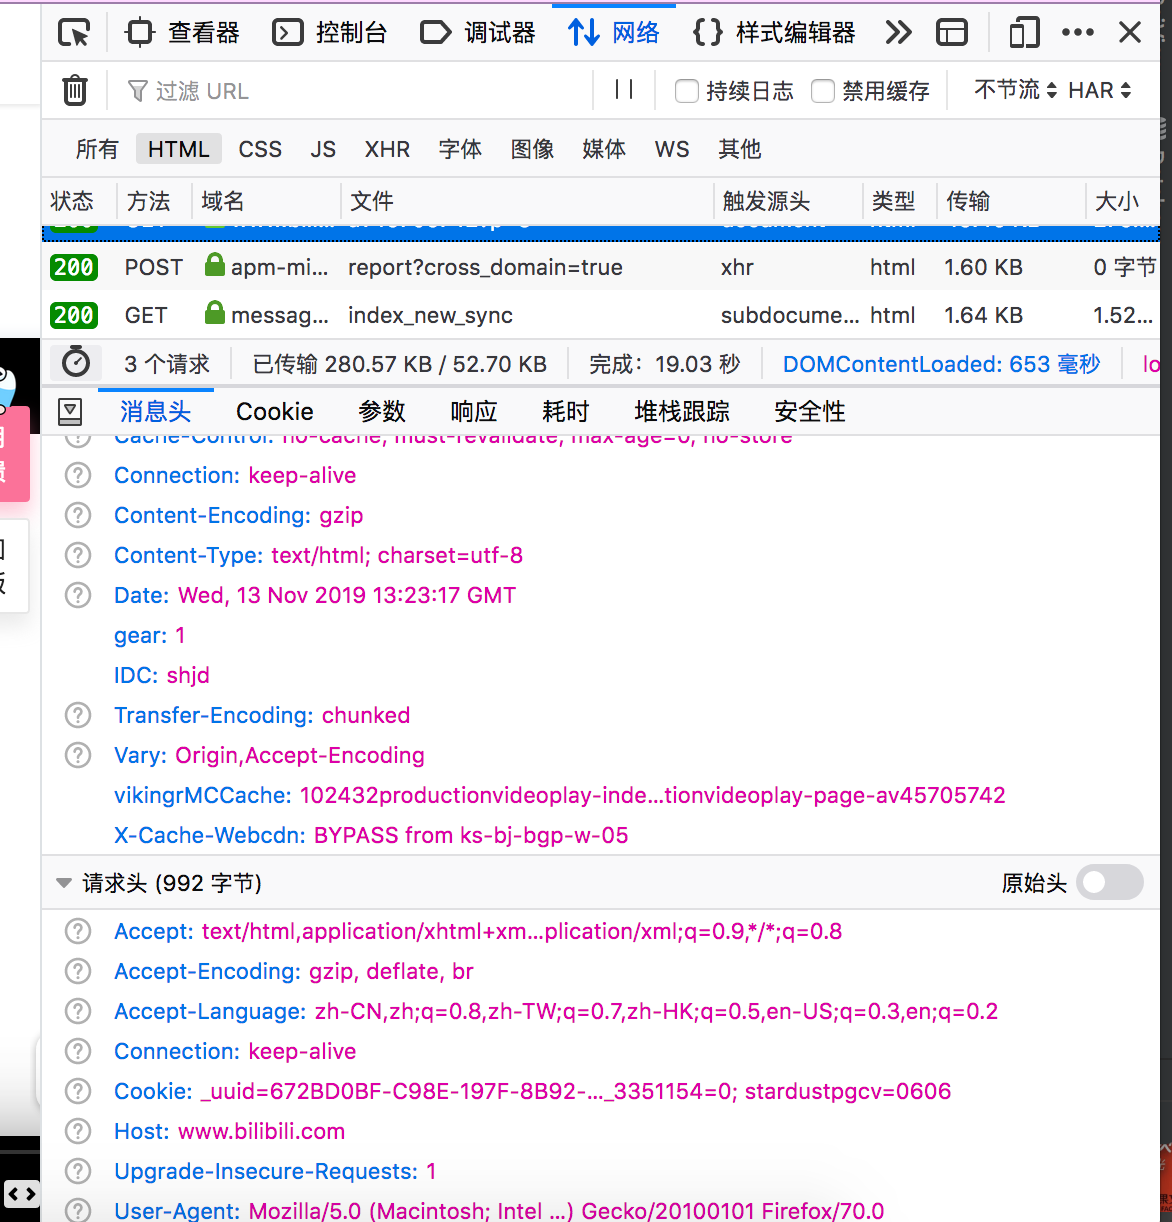 查看器 控制台 调试器 网络 样式编辑器
过滤 URL 持续日志 禁用缓存 不节流 HAR
所有 HTML CSS JS XHR 字体 图像 媒体 WS 其他
状态 方法 域名 文件 触发源头 类型 传输 大小
200 POST apm-mi... report?cross_domain=true xhr html 1.60 KB 0 字节
200 GET messag... index_new_sync subdocume... html 1.64 KB 1.52...
3 个请求 已传输 280.57 KB / 52.70 KB 完成：19.03 秒 DOMContentLoaded: 653 毫秒 lo
消息头 Cookie 参数 响应 耗时 堆栈跟踪 安全性
Cache-Control: no-cache, must-revalidate, max-age=0, no-store
Connection: keep-alive
Content-Encoding: gzip
Content-Type: text/html; charset=utf-8
Date: Wed, 13 Nov 2019 13:23:17 GMT
gear: 1
IDC: shjd
Transfer-Encoding: chunked
Vary: Origin,Accept-Encoding
vikingrMCCache: 102432productionvideoplay-inde...tionvideoplay-page-av45705742
X-Cache-Webcdn: BYPASS from ks-bj-bgp-w-05
请求头 (992 字节) 原始头
Accept: text/html,application/xhtml+xm...plication/xml;q=0.9,*/*;q=0.8
Accept-Encoding: gzip, deflate, br
Accept-Language: zh-CN,zh;q=0.8,zh-TW;q=0.7,zh-HK;q=0.5,en-US;q=0.3,en;q=0.2
Connection: keep-alive
Cookie: _uuid=672BD0BF-C98E-197F-8B92-..._3351154=0; stardustpgcv=0606
Host: www.bilibili.com
Upgrade-Insecure-Requests: 1
User-Agent: Mozilla/5.0 (Macintosh; Intel ...) Gecko/20100101 Firefox/70.0